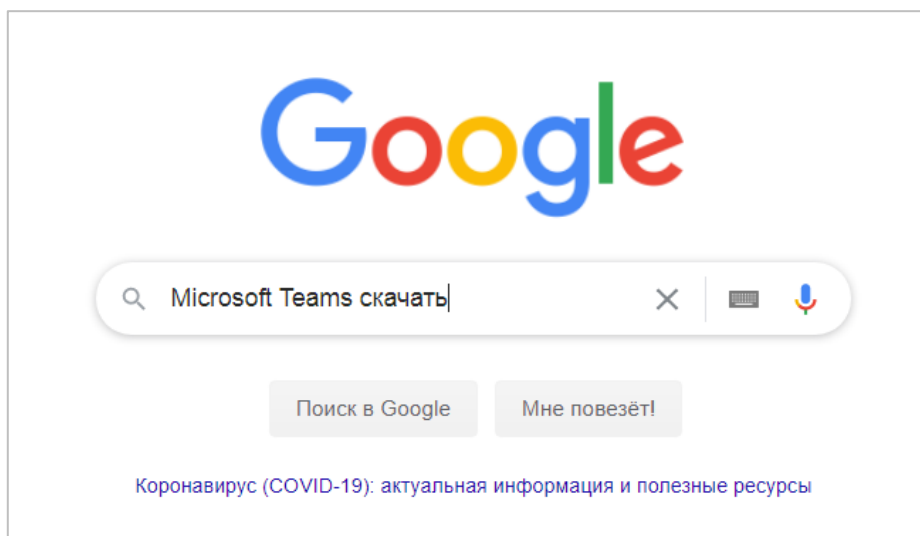 Google
Microsoft Teams скачать
Поиск в Google
Мне повезёт!
Коронавирус (COVID-19): актуальная информация и полезные ресурсы